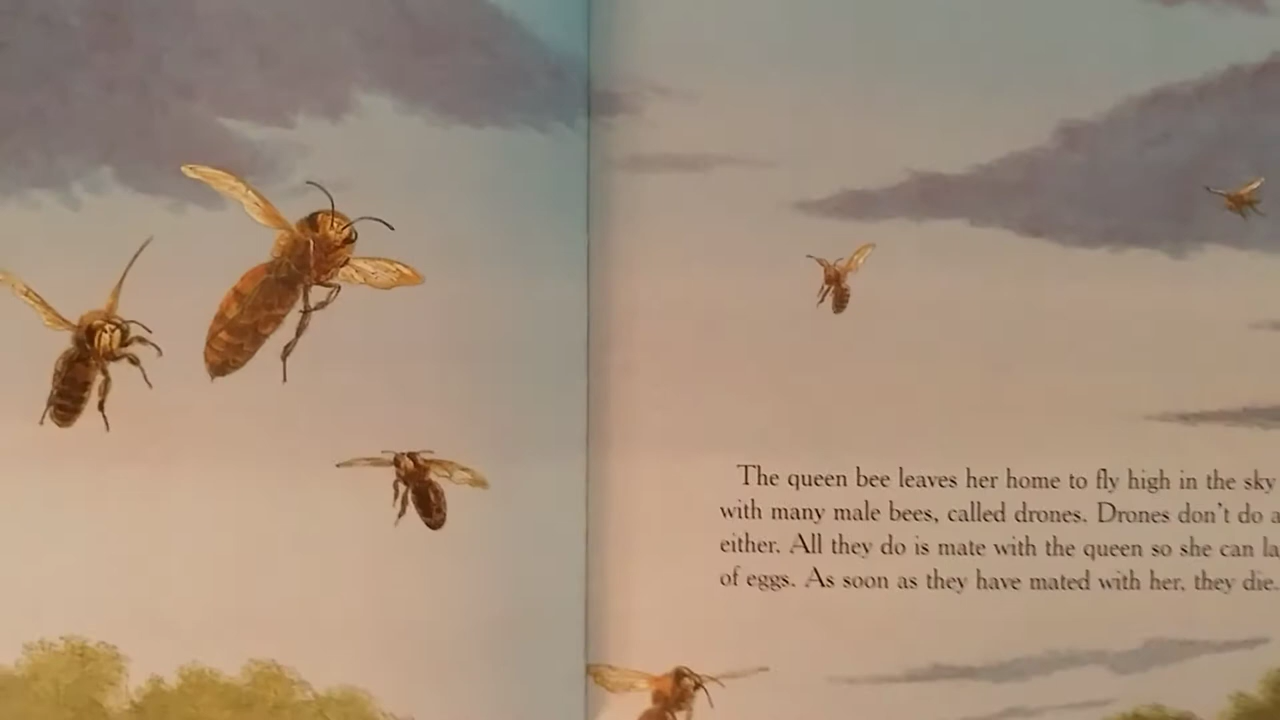 The queen bee leaves her home to fly high in the sky
with many male bees, called drones. Drones don't do
either. All they do is mate with the queen so she can
of eggs. As soon as they have mated with her, they die.